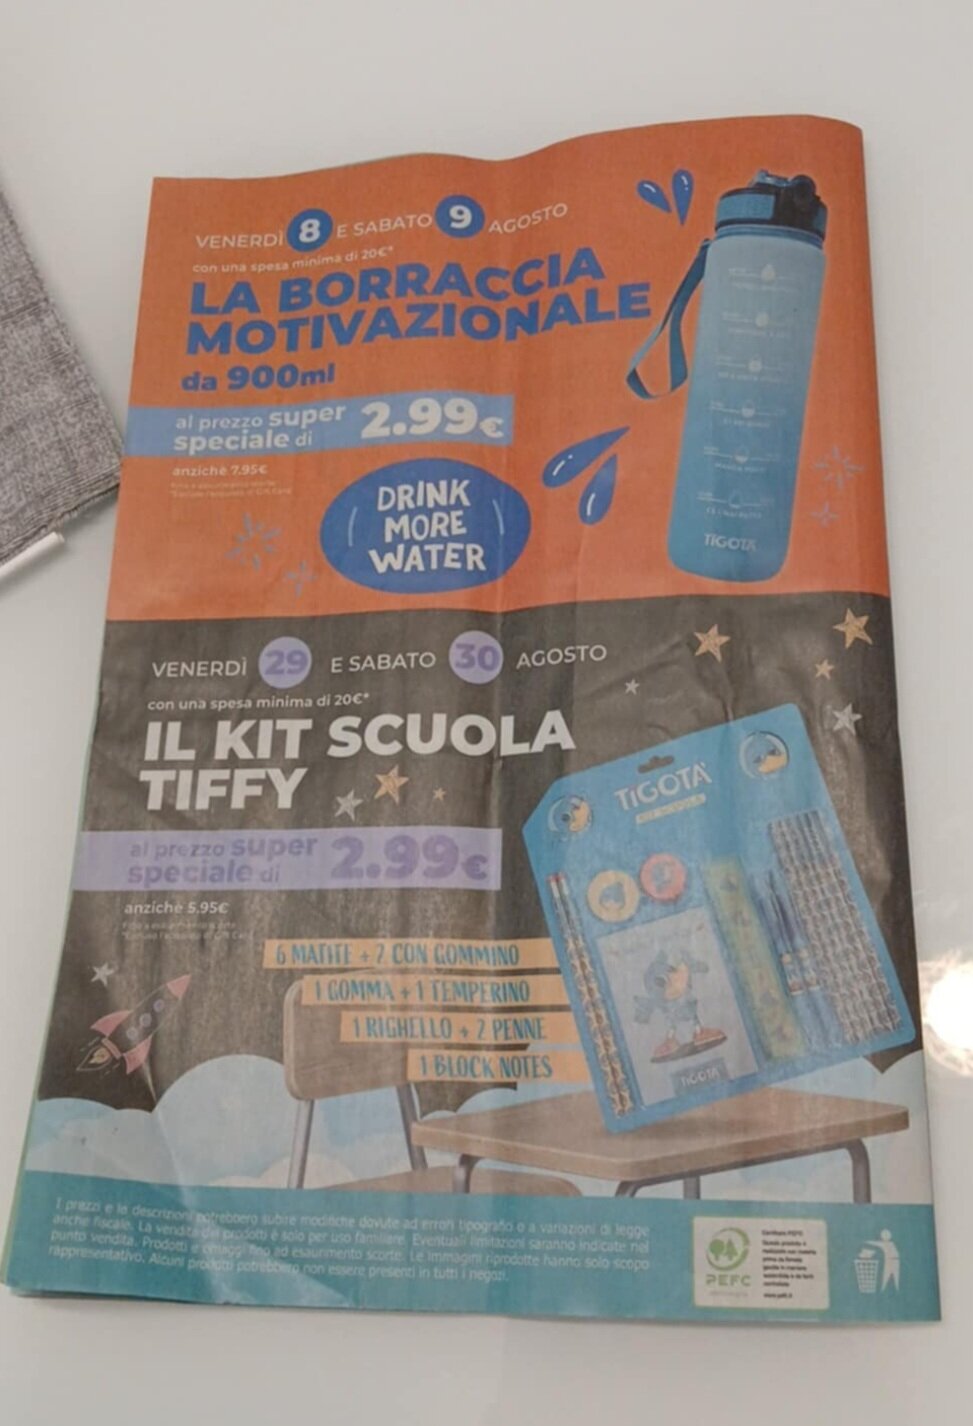 VENERDÌ 8 E SABATO 9 AGOSTO
con una spesa minima di 20€*
LA BORRACCIA
MOTIVAZIONALE
da 900ml
al prezzo super
speciale di 2.99€
anziché 7.95€
DRINK
MORE
WATER
TIGOTÀ
VENERDÌ 29 E SABATO 30 AGOSTO
con una spesa minima di 20€*
IL KIT SCUOLA
TIFFY
al prezzo super
speciale di 2.99€
anziché 5.95€
TIGOTÀ
6 MATITE + 2 CON GOMMINO
1 GOMMA + 1 TEMPERINO
1 RIGHELLO + 2 PENNE
1 BLOCK NOTES
TIGOTÀ
I prezzi e le descrizioni potrebbero subire modifiche dovute ad errori tipografici o a variazioni di legge
anche fiscale. La vendita dei prodotti è solo per uso familiare. Eventuali limitazioni saranno indicate nel
punto vendita. Prodotti e omaggi fino ad esaurimento scorte. Le immagini riprodotte hanno solo scopo
rappresentativo. Alcuni prodotti potrebbero non essere presenti in tutti i negozi.
PEFC